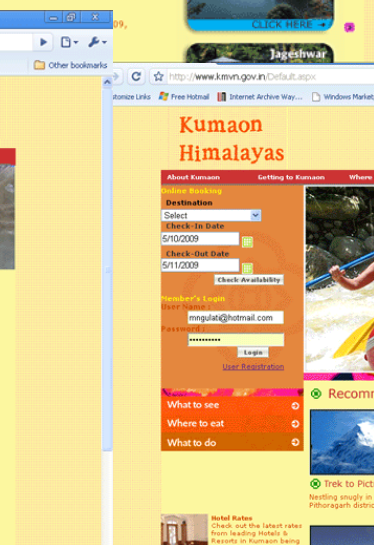 09,
CLICK HERE
Jageshwar
Other bookmarks
http://www.kmvn.gov.in/Default.aspx
stomize Links Free Hotmail Internet Archive Way... Windows Market
Kumaon
Himalayas
About Kumaon Getting to Kumaon Where
Online Booking
Destination
Select
Check-In Date
5/10/2009
Check-Out Date
5/11/2009
Check Availability
Member's Login
User Name :
mngulati@hotmail.com
Password :
••••••••••
Login
User Registration
What to see
Where to eat
What to do
Recomm
Trek to Pict
Nestling snugly in
Pithoragarh distric
Hotel Rates
Check out the latest rates
from leading Hotels &
Resorts in Kumaon being